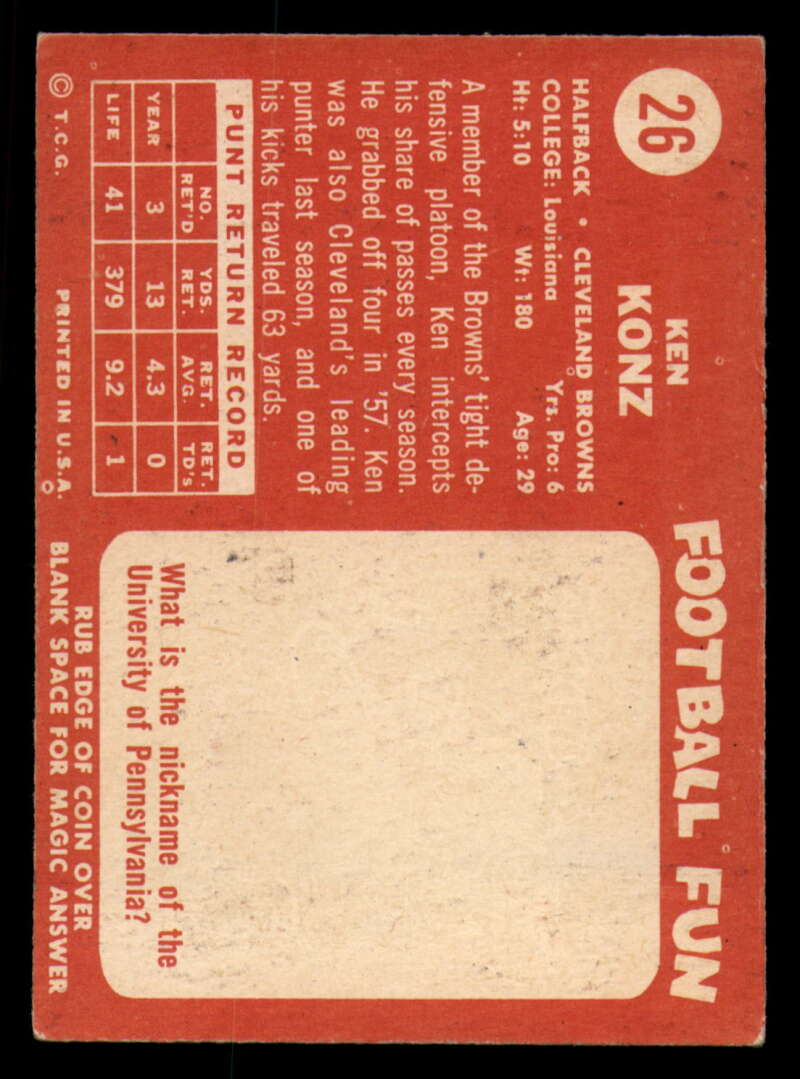 26
KEN
KONZ
HALFBACK • CLEVELAND BROWNS
COLLEGE: Louisiana Yrs. Pro: 6
Ht: 5:10 Wt: 180 Age: 29
A member of the Browns' tight de-
fensive platoon, Ken intercepts
his share of passes every season.
He grabbed off four in '57. Ken
was also Cleveland's leading
punter last season, and one of
his kicks traveled 63 yards.
PUNT RETURN RECORD
NO. RET'D YDS. RET. RET. AVG. RET. TD's
YEAR 3 13 4.3 0
LIFE 41 379 9.2 1
© T.C.G. PRINTED IN U.S.A.
FOOTBALL FUN
What is the nickname of the
University of Pennsylvania?
RUB EDGE OF COIN OVER
BLANK SPACE FOR MAGIC ANSWER